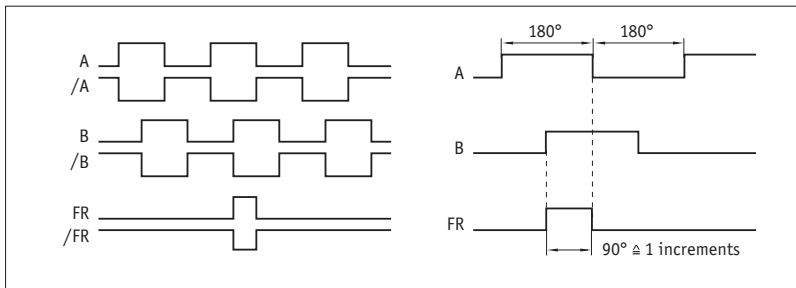 A
/A
B
/B
FR
/FR
180° 180°
A
B
FR
90° ≙ 1 increments